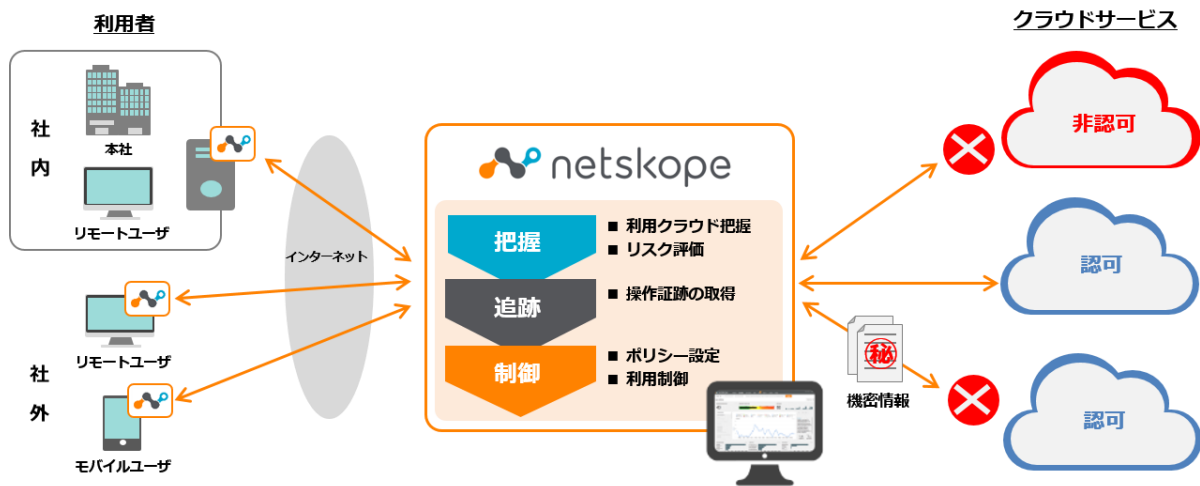 利用者
社内
本社
リモートユーザ
社外
リモートユーザ
モバイルユーザ
インターネット
netskope
把握
■ 利用クラウド把握
■ リスク評価
追跡
■ 操作証跡の取得
制御
■ ポリシー設定
■ 利用制御
秘
機密情報
クラウドサービス
非認可
認可
認可